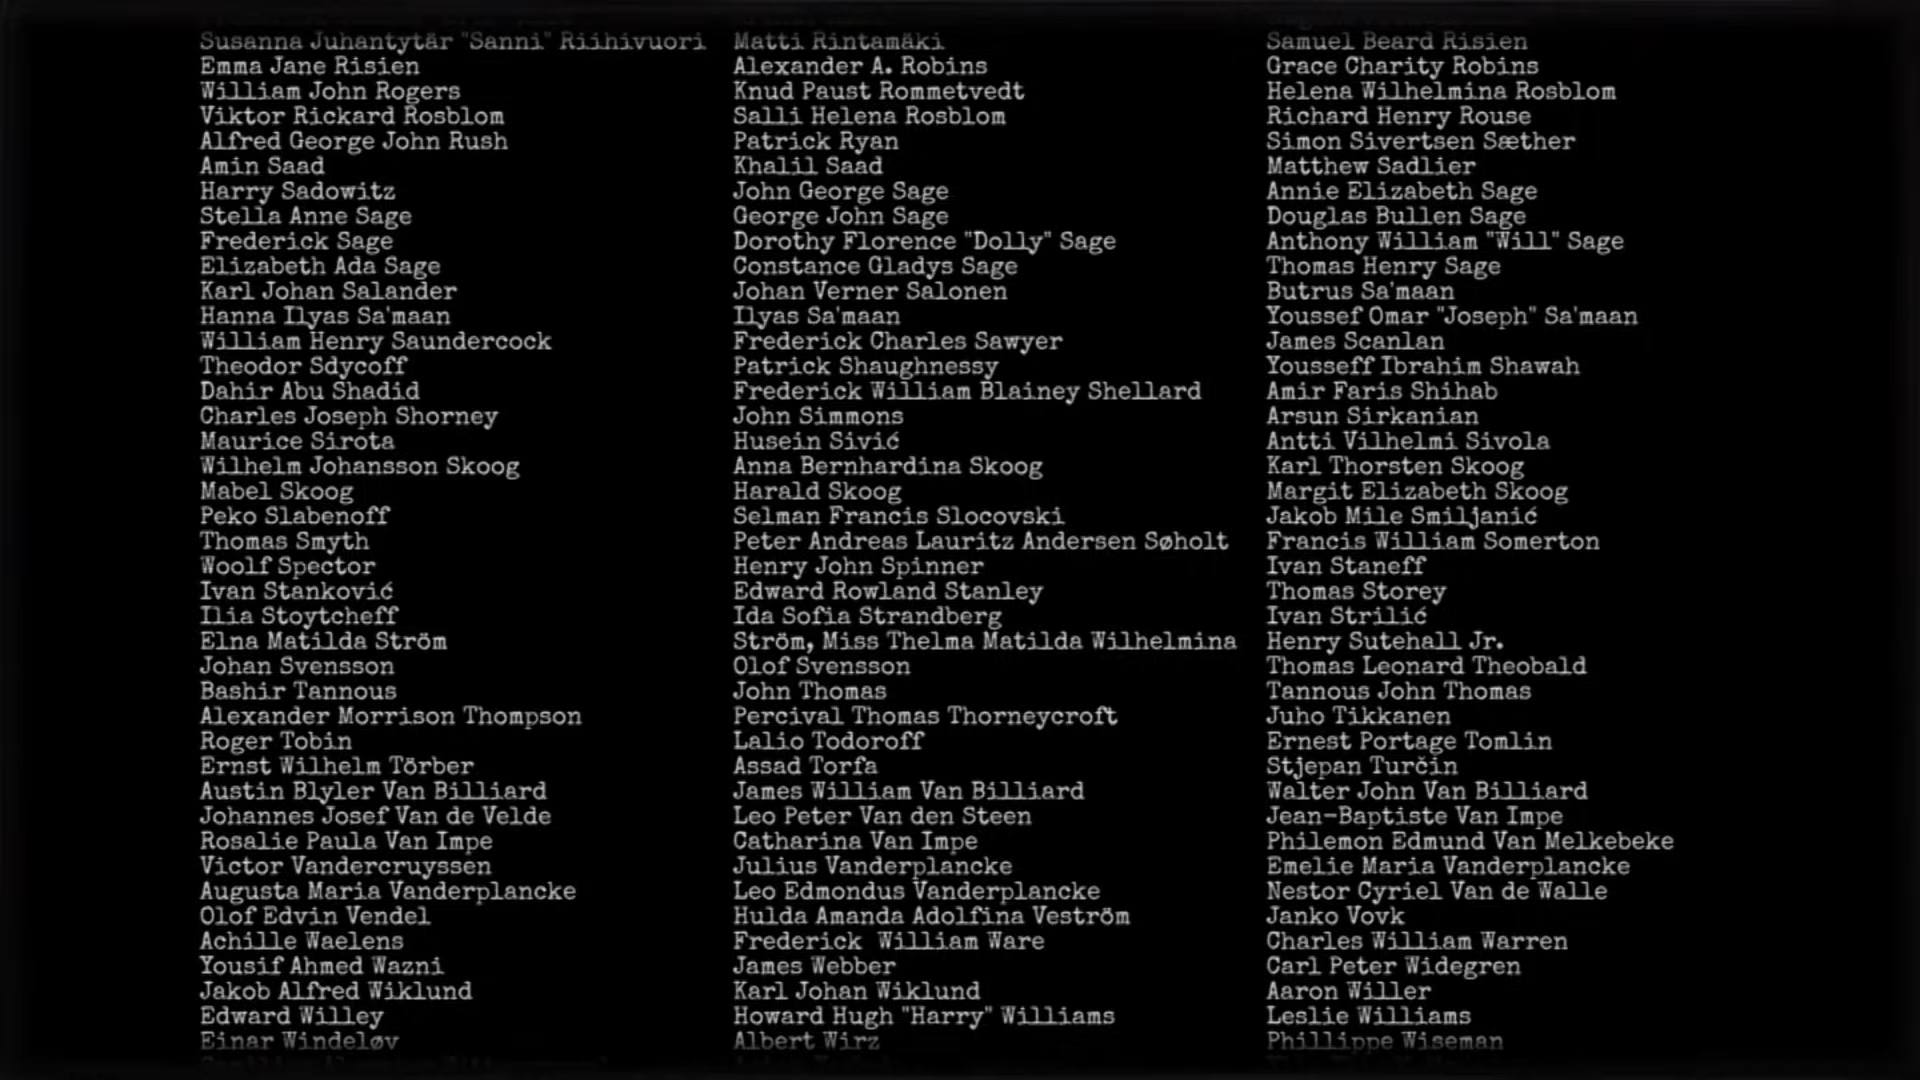 Susanna Juhantytär "Sanni" Riihivuori Matti Rintamäki Samuel Beard Risien
Emma Jane Risien Alexander A. Robins Grace Charity Robins
William John Rogers Knud Paust Rommetvedt Helena Wilhelmina Rosblom
Viktor Rickard Rosblom Salli Helena Rosblom Richard Henry Rouse
Alfred George John Rush Patrick Ryan Simon Sivertsen Sæther
Amin Saad Khalil Saad Matthew Sadlier
Harry Sadowitz John George Sage Annie Elizabeth Sage
Stella Anne Sage George John Sage Douglas Bullen Sage
Frederick Sage Dorothy Florence "Dolly" Sage Anthony William "Will" Sage
Elizabeth Ada Sage Constance Gladys Sage Thomas Henry Sage
Karl Johan Salander Johan Verner Salonen Butrus Sa'maan
Hanna Ilyas Sa'maan Ilyas Sa'maan Youssef Omar "Joseph" Sa'maan
William Henry Saundercock Frederick Charles Sawyer James Scanlan
Theodor Sdycoff Patrick Shaughnessy Yousseff Ibrahim Shawah
Dahir Abu Shadid Frederick William Blainey Shellard Amir Faris Shihab
Charles Joseph Shorney John Simmons Arsun Sirkanian
Maurice Sirota Husein Sivić Antti Vilhelmi Sivola
Wilhelm Johansson Skoog Anna Bernhardina Skoog Karl Thorsten Skoog
Mabel Skoog Harald Skoog Margit Elizabeth Skoog
Peko Slabenoff Selman Francis Slocovski Jakob Mile Smiljanić
Thomas Smyth Peter Andreas Lauritz Andersen Søholt Francis William Somerton
Woolf Spector Henry John Spinner Ivan Staneff
Ivan Stanković Edward Rowland Stanley Thomas Storey
Ilia Stoytcheff Ida Sofia Strandberg Ivan Strilić
Elna Matilda Ström Ström, Miss Thelma Matilda Wilhelmina Henry Sutehall Jr.
Johan Svensson Olof Svensson Thomas Leonard Theobald
Bashir Tannous John Thomas Tannous John Thomas
Alexander Morrison Thompson Percival Thomas Thorneycroft Juho Tikkanen
Roger Tobin Lalio Todoroff Ernest Portage Tomlin
Ernst Wilhelm Törber Assad Torfa Stjepan Turčin
Austin Blyler Van Billiard James William Van Billiard Walter John Van Billiard
Johannes Josef Van de Velde Leo Peter Van den Steen Jean-Baptiste Van Impe
Rosalie Paula Van Impe Catharina Van Impe Philemon Edmund Van Melkebeke
Victor Vandercruyssen Julius Vanderplancke Emelie Maria Vanderplancke
Augusta Maria Vanderplancke Leo Edmondus Vanderplancke Nestor Cyriel Van de Walle
Olof Edvin Vendel Hulda Amanda Adolfina Veström Janko Vovk
Achille Waelens Frederick William Ware Charles William Warren
Yousif Ahmed Wazni James Webber Carl Peter Widegren
Jakob Alfred Wiklund Karl Johan Wiklund Aaron Willer
Edward Willey Howard Hugh "Harry" Williams Leslie Williams
Einar Windeløv Albert Wirz Phillippe Wiseman